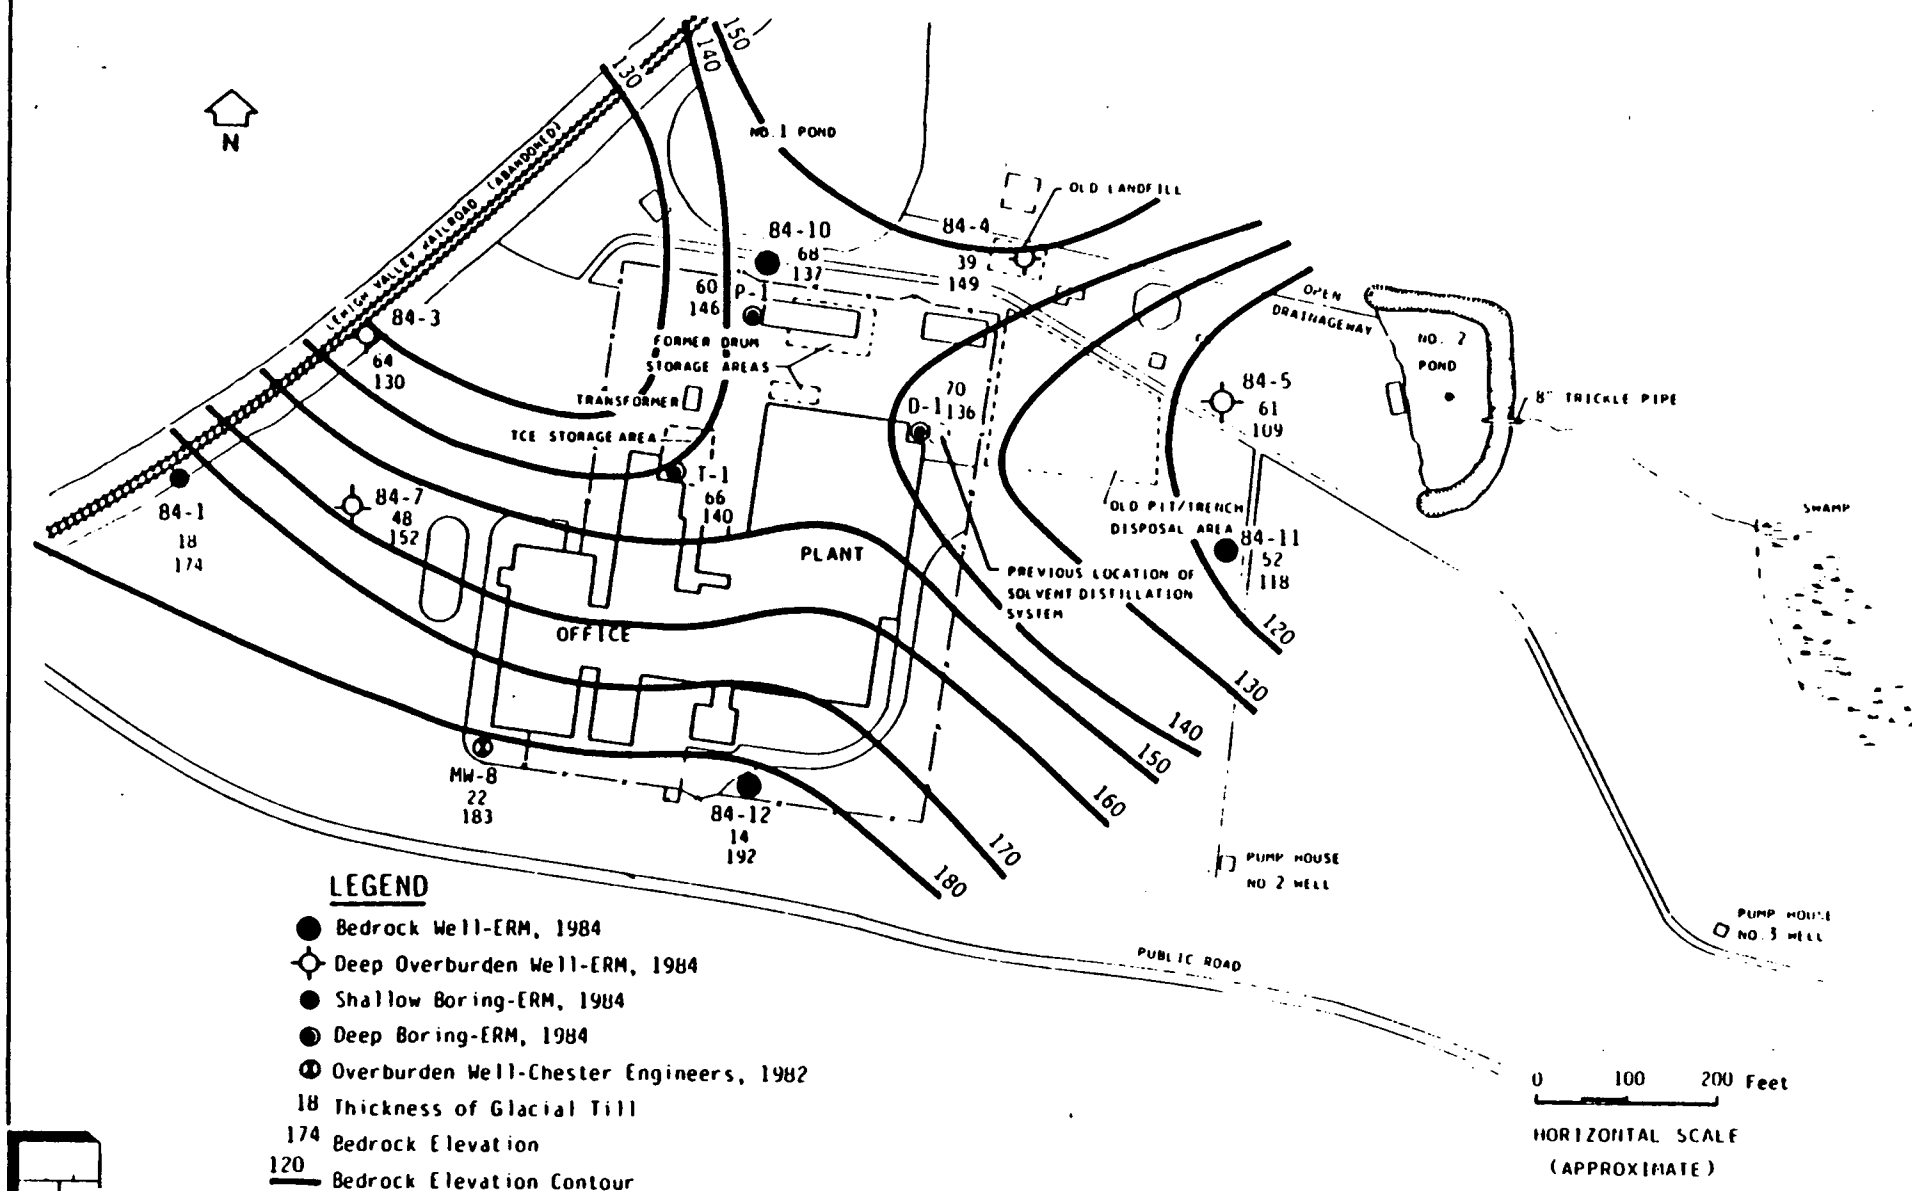 150
140
130
N
NO. 1 POND
LEHIGH VALLEY RAILROAD (ABANDONED)
OLD LANDFILL
84-4
39
149
84-10
68
137
60
146
P-1
84-3
64
130
FORMER DRUM
STORAGE AREAS
TRANSFORMER
TCE STORAGE AREA
OPEN
DRAINAGEWAY
NO. 2
POND
8" TRICKLE PIPE
70
136
D-1
84-5
61
109
T-1
66
140
84-7
48
152
84-1
18
174
OLD PIT/TRENCH
DISPOSAL AREA
84-11
52
118
SWAMP
PLANT
PREVIOUS LOCATION OF
SOLVENT DISTILLATION
SYSTEM
OFFICE
120
130
140
150
160
170
180
MW-8
22
183
84-12
14
192
PUMP HOUSE
NO 2 WELL
PUMP HOUSE
NO. 3 WELL
PUBLIC ROAD
LEGEND
Bedrock Well-ERM, 1984
Deep Overburden Well-ERM, 1984
Shallow Boring-ERM, 1984
Deep Boring-ERM, 1984
Overburden Well-Chester Engineers, 1982
18 Thickness of Glacial Till
174 Bedrock Elevation
120 Bedrock Elevation Contour
0 100 200 Feet
HORIZONTAL SCALE
(APPROXIMATE)